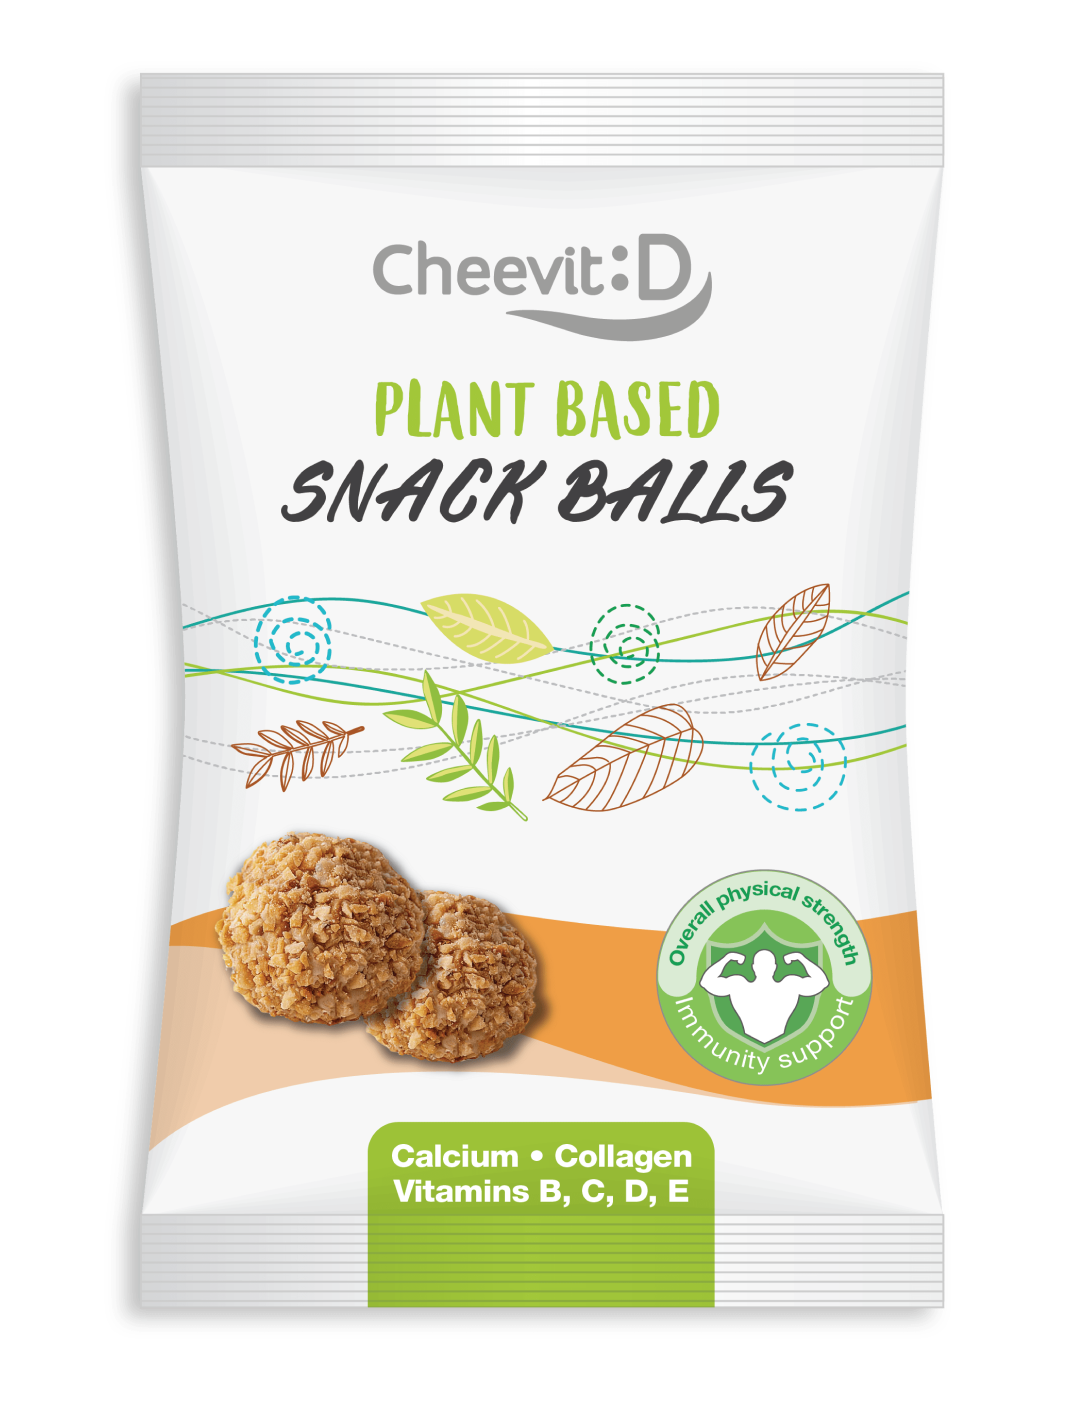 Cheevit:D
PLANT BASED
SNACK BALLS
Overall physical strength
Immunity support
Calcium • Collagen
Vitamins B, C, D, E